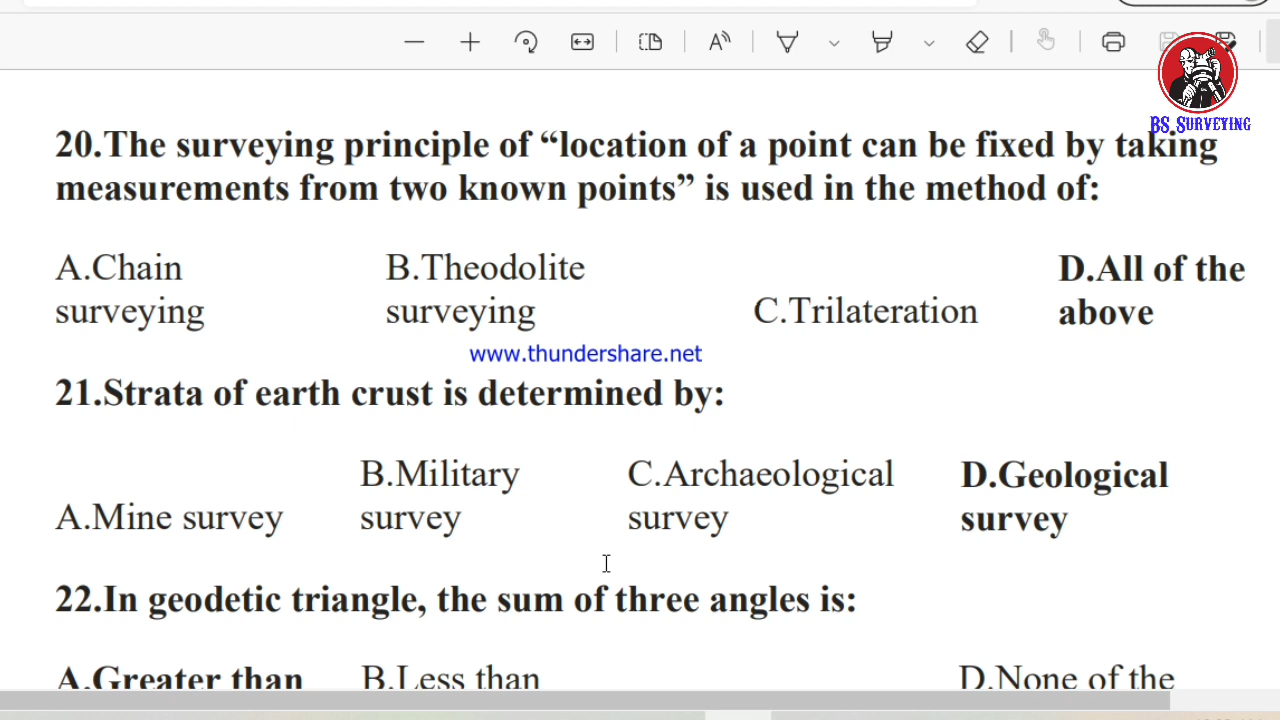 BS. SURVEYING
20.The surveying principle of “location of a point can be fixed by taking
measurements from two known points” is used in the method of:
A.Chain
surveying
B.Theodolite
surveying
C.Trilateration
D.All of the
above
www.thundershare.net
21.Strata of earth crust is determined by:
A.Mine survey
B.Military
survey
C.Archaeological
survey
D.Geological
survey
22.In geodetic triangle, the sum of three angles is:
A.Greater than
B.Less than
D.None of the